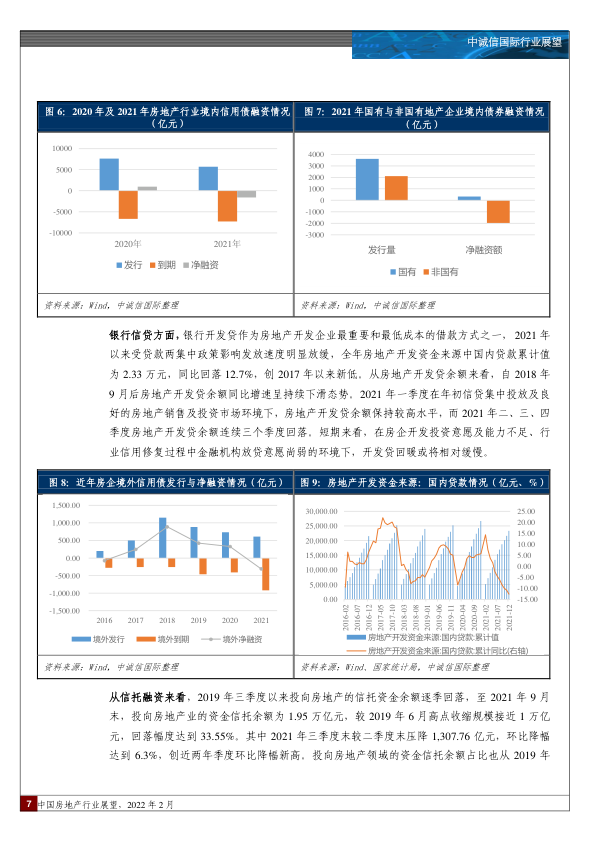 中诚信国际行业展望
图 6：2020 年及 2021 年房地产行业境内信用债融资情况
（亿元）
10000
5000
0
-5000
-10000
2020年
2021年
发行 到期 净融资
资料来源：Wind，中诚信国际整理
图 7：2021 年国有与非国有地产企业境内债券融资情况
（亿元）
4000
3000
2000
1000
0
-1000
-2000
-3000
发行量
净融资额
国有 非国有
资料来源：Wind，中诚信国际整理
银行信贷方面，银行开发贷作为房地产开发企业最重要和最低成本的借款方式之一， 2021 年
以来受贷款两集中政策影响发放速度明显放缓，全年房地产开发资金来源中国内贷款累计值
为 2.33 万元，同比回落 12.7%，创 2017 年以来新低。从房地产开发贷余额来看，自 2018 年
9 月后房地产开发贷余额同比增速呈持续下滑态势。2021 年一季度在年初信贷集中投放及良
好的房地产销售及投资市场环境下，房地产开发贷余额保持较高水平，而 2021 年二、三、四
季度房地产开发贷余额连续三个季度回落。短期来看，在房企开发投资意愿及能力不足、行
业信用修复过程中金融机构放贷意愿尚弱的环境下，开发贷回暖或将相对缓慢。
图 8：近年房企境外信用债发行与净融资情况（亿元）
1,500.00
1,000.00
500.00
0.00
-500.00
-1,000.00
-1,500.00
2016 2017 2018 2019 2020 2021
境外发行 境外到期 境外净融资
资料来源：Wind，中诚信国际整理
图 9：房地产开发资金来源：国内贷款情况（亿元、%）
30,000.00
25,000.00
20,000.00
15,000.00
10,000.00
5,000.00
0.00
25.00
20.00
15.00
10.00
5.00
0.00
-5.00
-10.00
-15.00
2016-02 2016-07 2016-12 2017-05 2017-10 2018-03 2018-08 2019-01 2019-06 2019-11 2020-04 2020-09 2021-02 2021-07 2021-12
房地产开发资金来源:国内贷款:累计值
房地产开发资金来源:国内贷款:累计同比(右轴)
资料来源：Wind、国家统计局，中诚信国际整理
从信托融资来看，2019 年三季度以来投向房地产的信托资金余额逐季回落，至 2021 年 9 月
末，投向房地产业的资金信托余额为 1.95 万亿元，较 2019 年 6 月高点收缩规模接近 1 万亿
元，回落幅度达到 33.55%。其中 2021 年三季度末较二季度末压降 1,307.76 亿元，环比降幅
达到 6.3%，创近两年季度环比降幅新高。投向房地产领域的资金信托余额占比也从 2019 年
7 中国房地产行业展望，2022 年 2 月